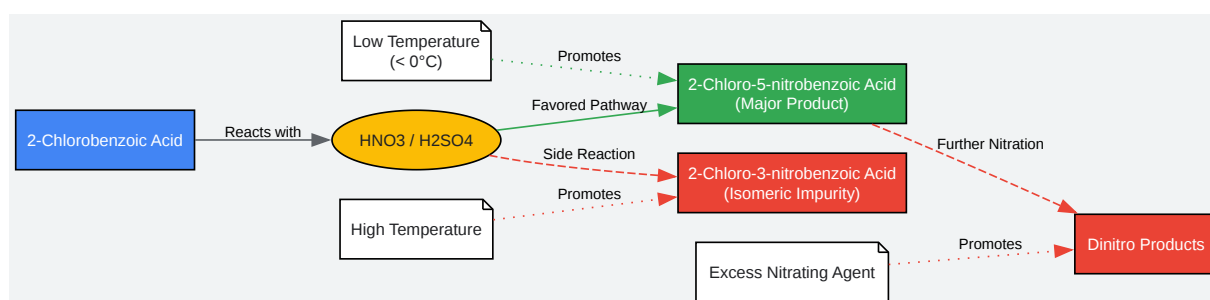 Low Temperature
(< 0°C)
Promotes
2-Chloro-5-nitrobenzoic Acid
(Major Product)
Favored Pathway
2-Chlorobenzoic Acid
Reacts with
HNO3 / H2SO4
Further Nitration
Side Reaction
2-Chloro-3-nitrobenzoic Acid
(Isomeric Impurity)
Promotes
High Temperature
Promotes
Dinitro Products
Excess Nitrating Agent